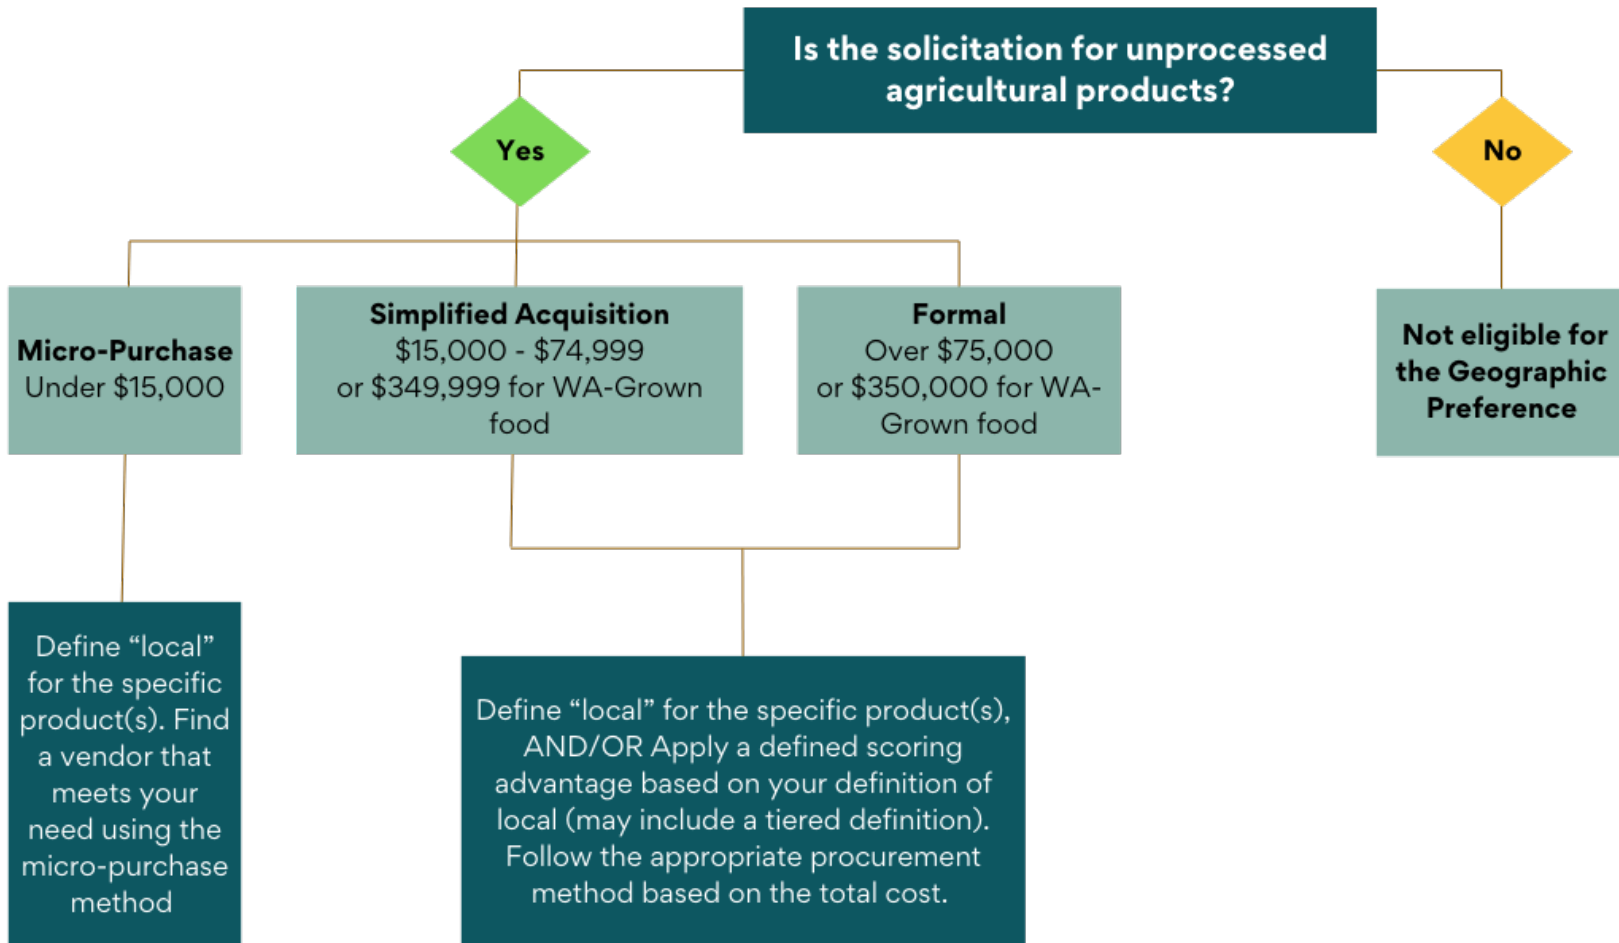 Is the solicitation for unprocessed
agricultural products?
Yes
No
Micro-Purchase
Under $15,000
Simplified Acquisition
$15,000 - $74,999
or $349,999 for WA-Grown
food
Formal
Over $75,000
or $350,000 for WA-
Grown food
Not eligible for
the Geographic
Preference
Define “local”
for the specific
product(s). Find
a vendor that
meets your
need using the
micro-purchase
method
Define “local” for the specific product(s),
AND/OR Apply a defined scoring
advantage based on your definition of
local (may include a tiered definition).
Follow the appropriate procurement
method based on the total cost.